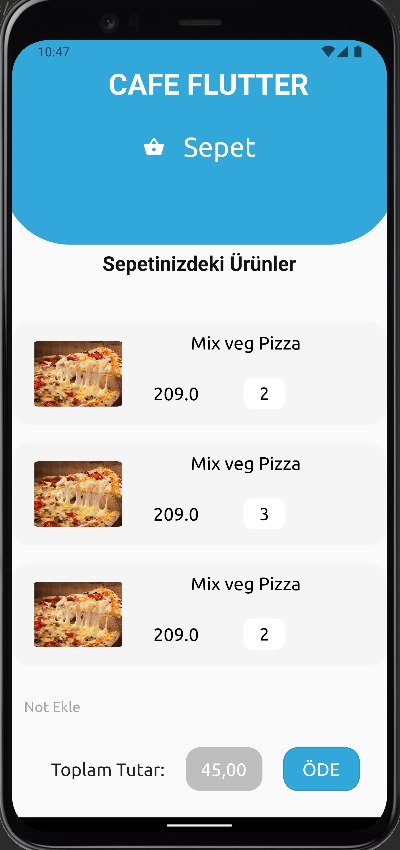 10:47
CAFE FLUTTER
Sepet
Sepetinizdeki Ürünler
Mix veg Pizza
209.0 2
Mix veg Pizza
209.0 3
Mix veg Pizza
209.0 2
Not Ekle
Toplam Tutar: 45,00 ÖDE